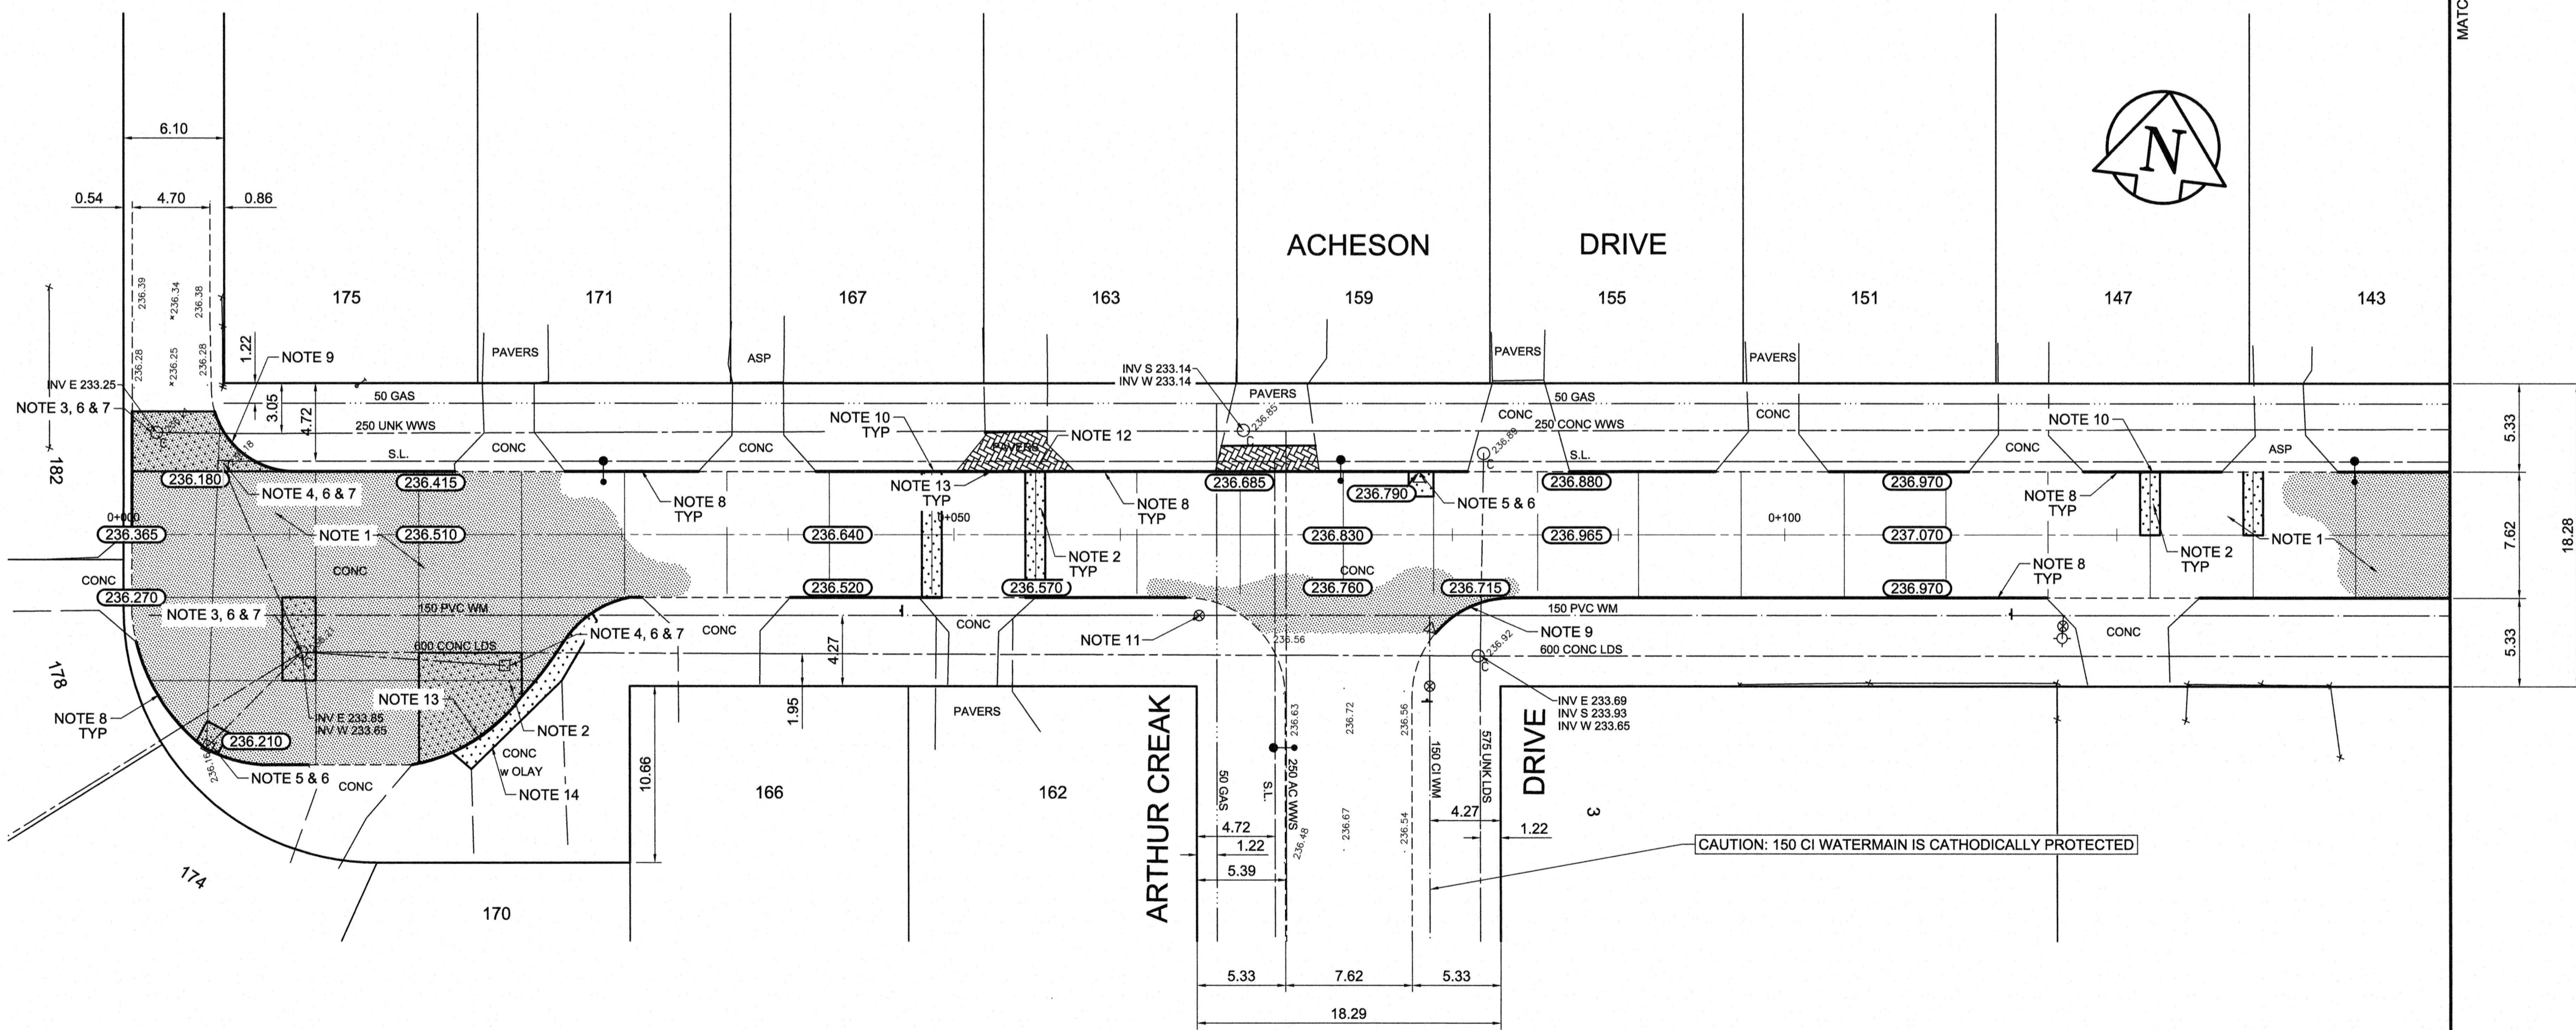 MATC
6.10
0.54
4.70
0.86
ACHESON DRIVE
N
182
175
171
167
163
159
155
151
147
143
236.39
×236.34
236.38
236.28
×236.25
236.28
1.22
NOTE 9
PAVERS
ASP
PAVERS
PAVERS
INV E 233.25
NOTE 3, 6 & 7
INV S 233.14
INV W 233.14
3.05
4.72
50 GAS
250 UNK WWS
S.L.
CONC
CONC
NOTE 10
TYP
PAVERS
NOTE 12
PAVERS
236.85
C
CONC
50 GAS
250 CONC WWS
S.L.
236.89
C
CONC
CONC
NOTE 10
ASP
5.33
C
236.180
236.415
NOTE 4, 6 & 7
NOTE 8
TYP
NOTE 13
TYP
NOTE 8
TYP
236.685
236.790
NOTE 5 & 6
236.880
236.970
NOTE 8
TYP
0+000
0+050
0+100
236.365
NOTE 1
236.510
236.640
236.830
236.965
237.070
NOTE 2
TYP
NOTE 1
7.62
18.28
CONC
CONC
NOTE 2
TYP
CONC
NOTE 8
TYP
236.270
236.520
236.570
236.760
236.715
236.970
NOTE 3, 6 & 7
150 PVC WM
NOTE 4, 6 & 7
CONC
CONC
NOTE 11
236.56
150 PVC WM
NOTE 9
CONC
5.33
600 CONC LDS
4.27
236.92
C
600 CONC LDS
178
NOTE 13
1.95
PAVERS
NOTE 8
TYP
INV E 233.85
INV W 233.65
236.210
NOTE 2
CONC
w OLAY
NOTE 5 & 6
CONC
NOTE 14
10.66
166
162
174
170
ARTHUR CREAK DRIVE
INV E 233.69
INV S 233.93
INV W 233.65
236.63
236.72
236.56
50 GAS
S.L.
250 AC WWS
150 CI WM
575 UNK LDS
236.48
236.67
236.54
3
4.27
1.22
4.72
1.22
5.39
CAUTION: 150 CI WATERMAIN IS CATHODICALLY PROTECTED
5.33
7.62
5.33
18.29